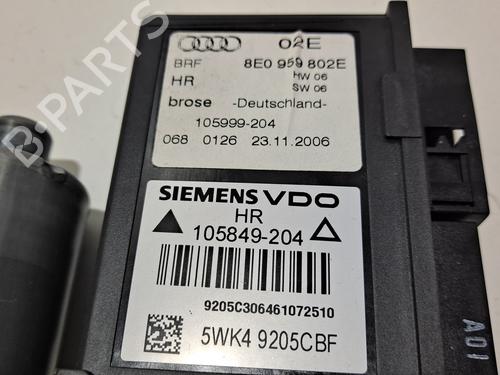 02E
BRF 8E0 959 802E
HR HW 06
SW 06
brose -Deutschland-
105999-204
068 0126 23.11.2006
SIEMENS VDO
HR
105849-204
9205C306461072510
5WK4 9205CBF
A01